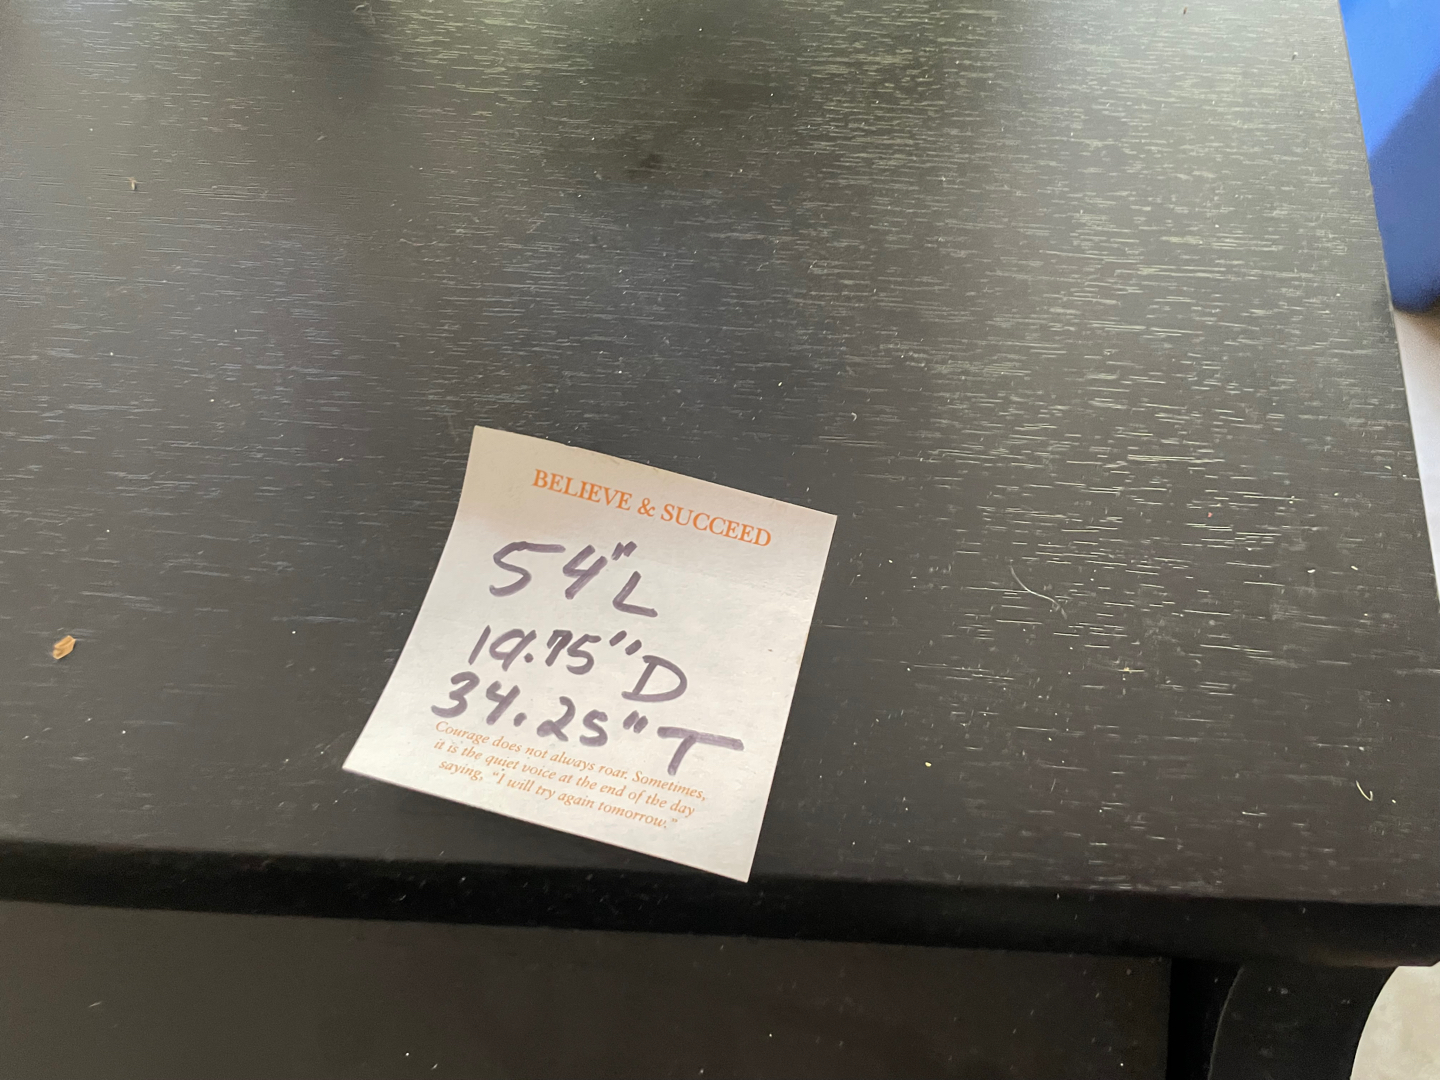 BELIEVE & SUCCEED
54" L
19.75" D
34.25" T
Courage does not always roar. Sometimes,
it is the quiet voice at the end of the day
saying, "I will try again tomorrow."